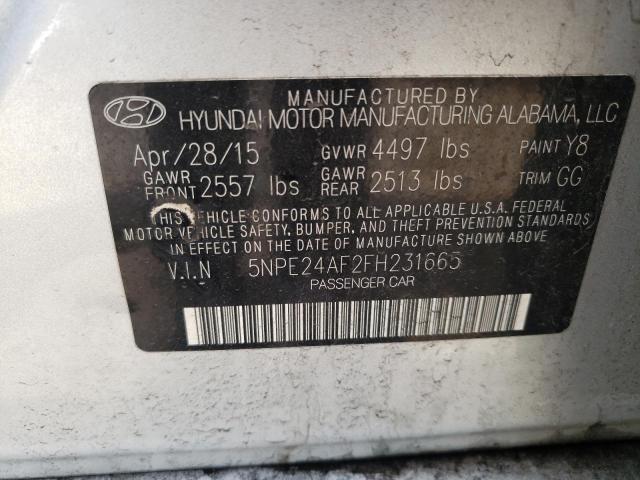 MANUFACTURED BY
HYUNDAI MOTOR MANUFACTURING ALABAMA, LLC
Apr/28/15 GVWR 4497 lbs PAINT Y8
GAWR FRONT 2557 lbs GAWR REAR 2513 lbs TRIM GG
THIS VEHICLE CONFORMS TO ALL APPLICABLE U.S.A. FEDERAL
MOTOR VEHICLE SAFETY, BUMPER, AND THEFT PREVENTION STANDARDS
IN EFFECT ON THE DATE OF MANUFACTURE SHOWN ABOVE.
V.I.N 5NPE24AF2FH231665
PASSENGER CAR